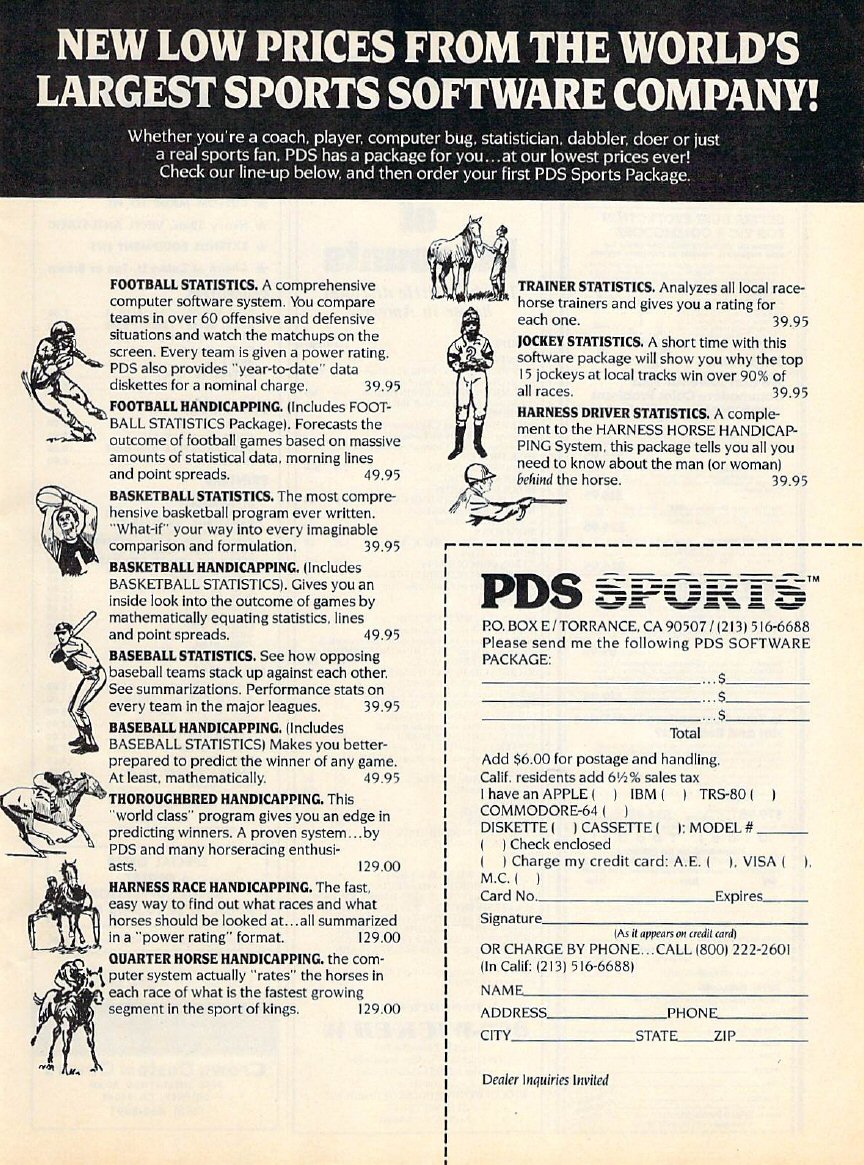 NEW LOW PRICES FROM THE WORLD'S
LARGEST SPORTS SOFTWARE COMPANY!
Whether you're a coach, player, computer bug, statistician, dabbler, doer or just
a real sports fan, PDS has a package for you...at our lowest prices ever!
Check our line-up below, and then order your first PDS Sports Package.
FOOTBALL STATISTICS. A comprehensive
computer software system. You compare
teams in over 60 offensive and defensive
situations and watch the matchups on the
screen. Every team is given a power rating.
PDS also provides "year-to-date" data
diskettes for a nominal charge. 39.95
FOOTBALL HANDICAPPING. (Includes FOOT-
BALL STATISTICS Package). Forecasts the
outcome of football games based on massive
amounts of statistical data, morning lines
and point spreads. 49.95
BASKETBALL STATISTICS. The most compre-
hensive basketball program ever written.
"What-if" your way into every imaginable
comparison and formulation. 39.95
BASKETBALL HANDICAPPING. (Includes
BASKETBALL STATISTICS). Gives you an
inside look into the outcome of games by
mathematically equating statistics, lines
and point spreads. 49.95
BASEBALL STATISTICS. See how opposing
baseball teams stack up against each other.
See summarizations. Performance stats on
every team in the major leagues. 39.95
BASEBALL HANDICAPPING. (Includes
BASEBALL STATISTICS) Makes you better-
prepared to predict the winner of any game.
At least, mathematically. 49.95
THOROUGHBRED HANDICAPPING. This
"world class" program gives you an edge in
predicting winners. A proven system...by
PDS and many horseracing enthusi-
asts. 129.00
HARNESS RACE HANDICAPPING. The fast,
easy way to find out what races and what
horses should be looked at...all summarized
in a "power rating" format. 129.00
QUARTER HORSE HANDICAPPING. the com-
puter system actually "rates" the horses in
each race of what is the fastest growing
segment in the sport of kings. 129.00
TRAINER STATISTICS. Analyzes all local race-
horse trainers and gives you a rating for
each one. 39.95
JOCKEY STATISTICS. A short time with this
software package will show you why the top
15 jockeys at local tracks win over 90% of
all races. 39.95
HARNESS DRIVER STATISTICS. A comple-
ment to the HARNESS HORSE HANDICAP-
PING System, this package tells you all you
need to know about the man (or woman)
behind the horse. 39.95
PDS SPORTS™
P.O. BOX E / TORRANCE, CA 90507 / (213) 516-6688
Please send me the following PDS SOFTWARE
PACKAGE:
...$
...$
...$
Total
Add $6.00 for postage and handling.
Calif. residents add 6½% sales tax
I have an APPLE ( ) IBM ( ) TRS-80 ( )
COMMODORE-64 ( )
DISKETTE ( ) CASSETTE ( ); MODEL #
( ) Check enclosed
( ) Charge my credit card: A.E. ( ), VISA ( ),
M.C. ( )
Card No. Expires
Signature
(As it appears on credit card)
OR CHARGE BY PHONE...CALL (800) 222-2601
(In Calif: (213) 516-6688)
NAME
ADDRESS PHONE
CITY STATE ZIP
Dealer Inquiries Invited